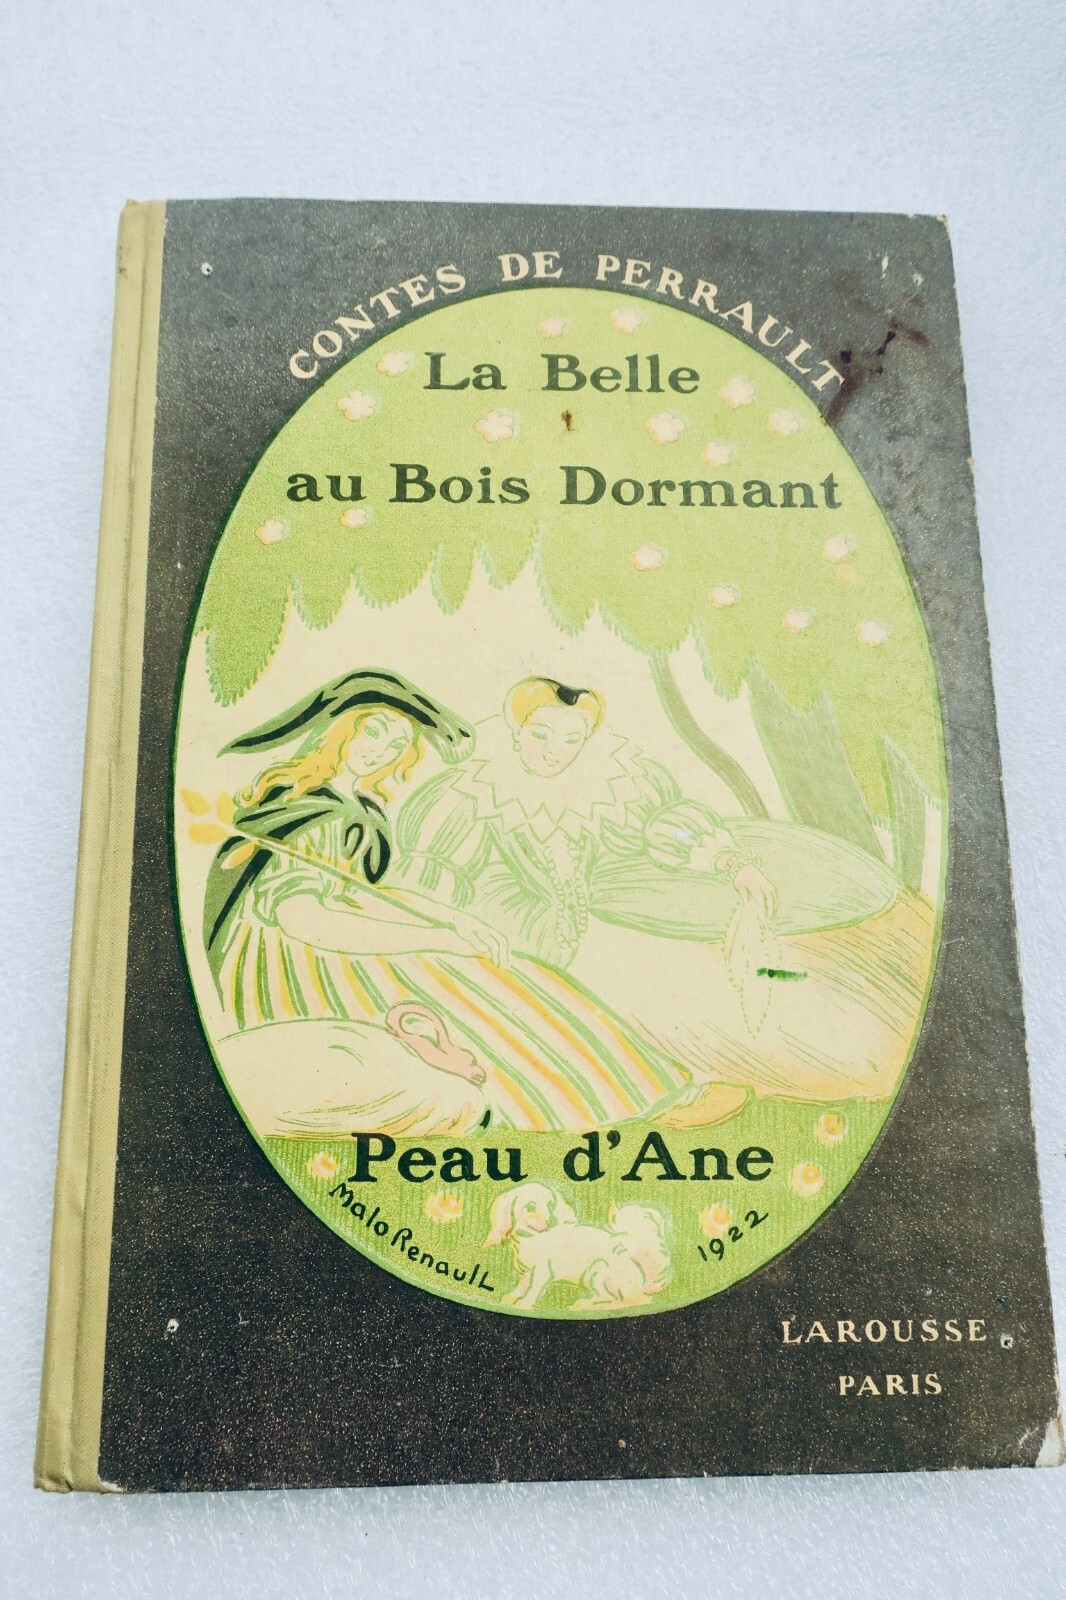 CONTES DE PERRAULT
La Belle
au Bois Dormant
Peau d'Ane
Malo Renault
1922
LAROUSSE
PARIS